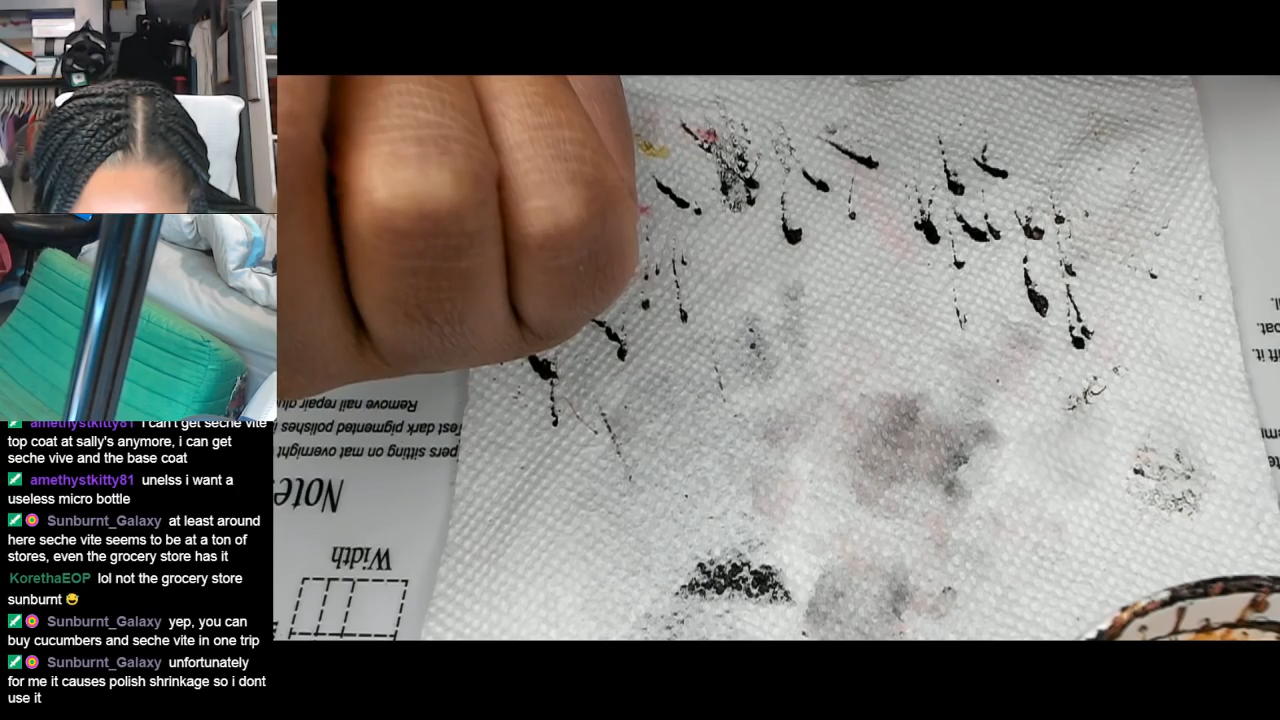 amethystkitty81 i can't get seche vite
top coat at sally's anymore, i can get
seche vive and the base coat
amethystkitty81 unelss i want a
useless micro bottle
Sunburnt_Galaxy at least around
here seche vite seems to be at a ton of
stores, even the grocery store has it
KorethaEOP lol not the grocery store
sunburnt 😅
Sunburnt_Galaxy yep, you can
buy cucumbers and seche vite in one trip
Sunburnt_Galaxy unfortunately
for me it causes polish shrinkage so i dont
use it
Width
Note
pers sitting on mat overnight
Test dark pigmented polishes
Remove nail repair